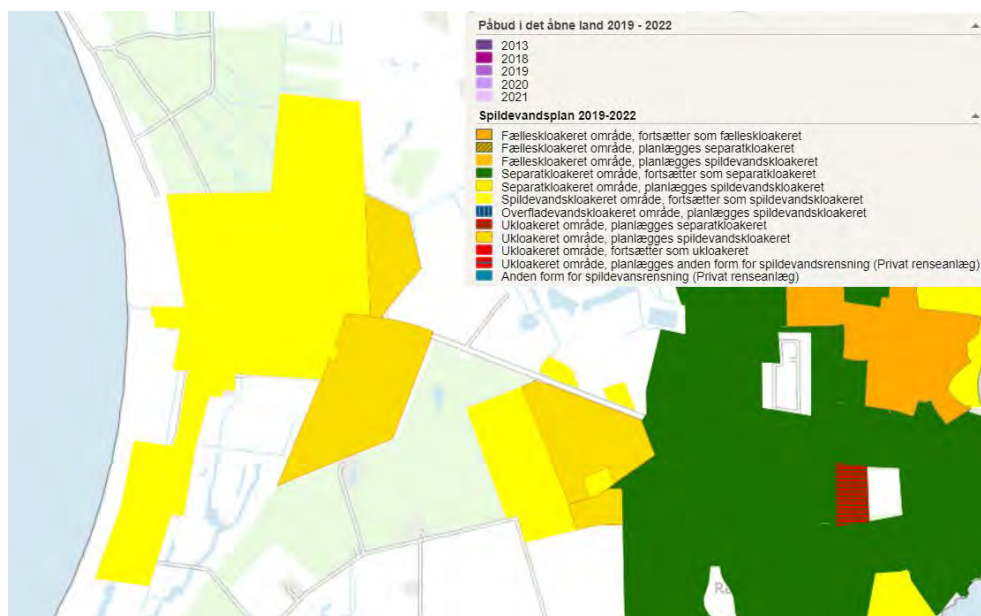 Påbud i det åbne land 2019 - 2022
2013
2018
2019
2020
2021
Spildevandsplan 2019-2022
Fælleskloakeret område, fortsætter som fælleskloakeret
Fælleskloakeret område, planlægges separatkloakeret
Fælleskloakeret område, planlægges spildevandskloakeret
Separatkloakeret område, fortsætter som separatkloakeret
Separatkloakeret område, planlægges spildevandskloakeret
Spildevandskloakeret område, fortsætter som spildevandskloakeret
Overfladevandskloakeret område, planlægges spildevandskloakeret
Ukloakeret område, planlægges separatkloakeret
Ukloakeret område, planlægges spildevandskloakeret
Ukloakeret område, fortsætter som ukloakeret
Ukloakeret område, planlægges anden form for spildevandsrensning (Privat renseanlæg)
Anden form for spildevansrensning (Privat renseanlæg)